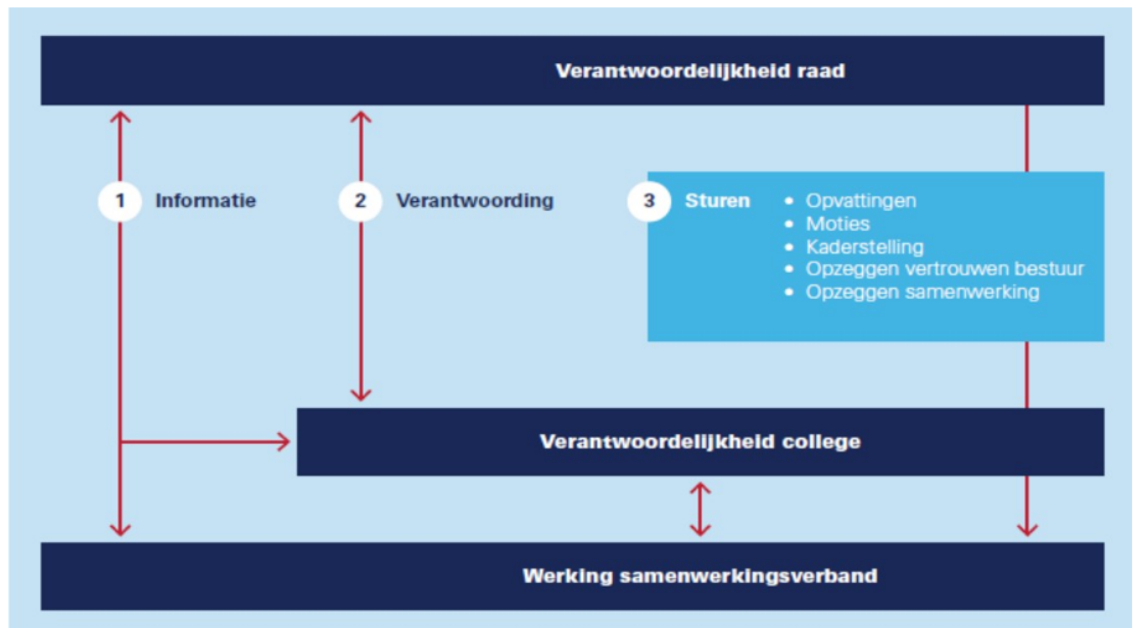 Verantwoordelijkheid raad
1 Informatie
2 Verantwoording
3 Sturen
• Opvattingen
• Moties
• Kaderstelling
• Opzeggen vertrouwen bestuur
• Opzeggen samenwerking
Verantwoordelijkheid college
Werking samenwerkingsverband